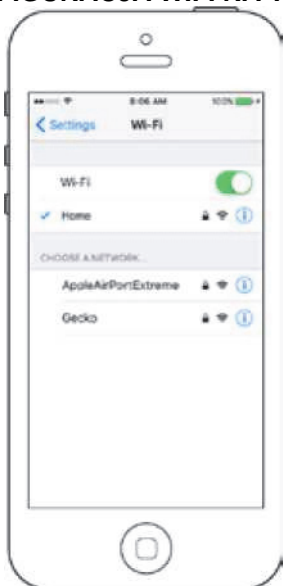 8:06 AM 100%
Settings Wi-Fi
Wi-Fi
Home
CHOOSE A NETWORK...
AppleAirPortExtreme
Gecko